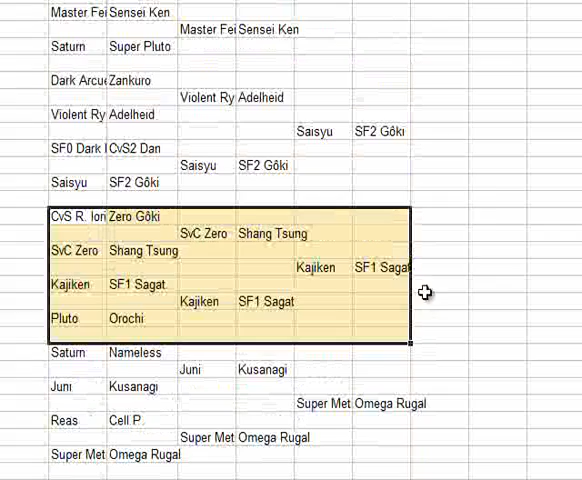 Master Fei Sensei Ken
Master Fei Sensei Ken
Saturn Super Pluto
Dark Arcue Zankuro
Violent Ry Adelheid
Violent Ry Adelheid
Saisyu SF2 Gôki
SF0 Dark I CvS2 Dan
Saisyu SF2 Gôki
Saisyu SF2 Gôki
CvS R. Iori Zero Gôki
SvC Zero Shang Tsung
SvC Zero Shang Tsung
Kajiken SF1 Sagat
Kajiken SF1 Sagat
Kajiken SF1 Sagat
Pluto Orochi
Saturn Nameless
Juni Kusanagi
Juni Kusanagi
Super Met Omega Rugal
Reas Cell P.
Super Met Omega Rugal
Super Met Omega Rugal